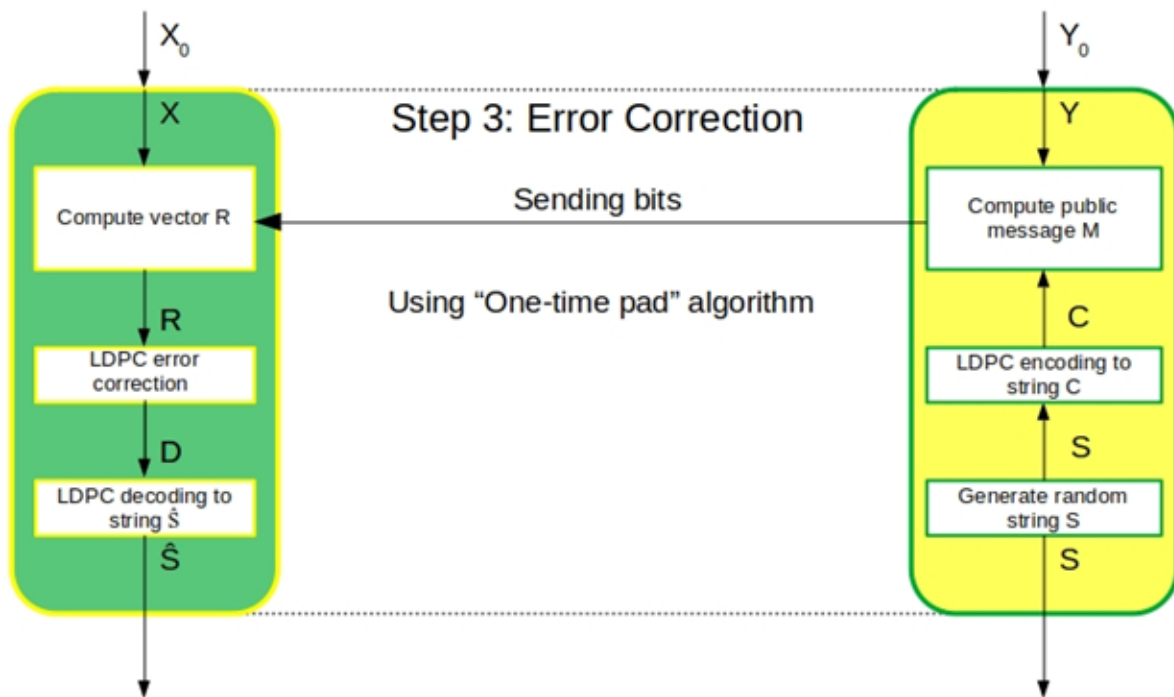 X₀
Y₀
X
Step 3: Error Correction
Y
Compute vector R
Sending bits
Compute public
message M
Using “One-time pad” algorithm
R
C
LDPC error
correction
LDPC encoding to
string C
D
S
LDPC decoding to
string ŝ
Generate random
string S
Ŝ
S